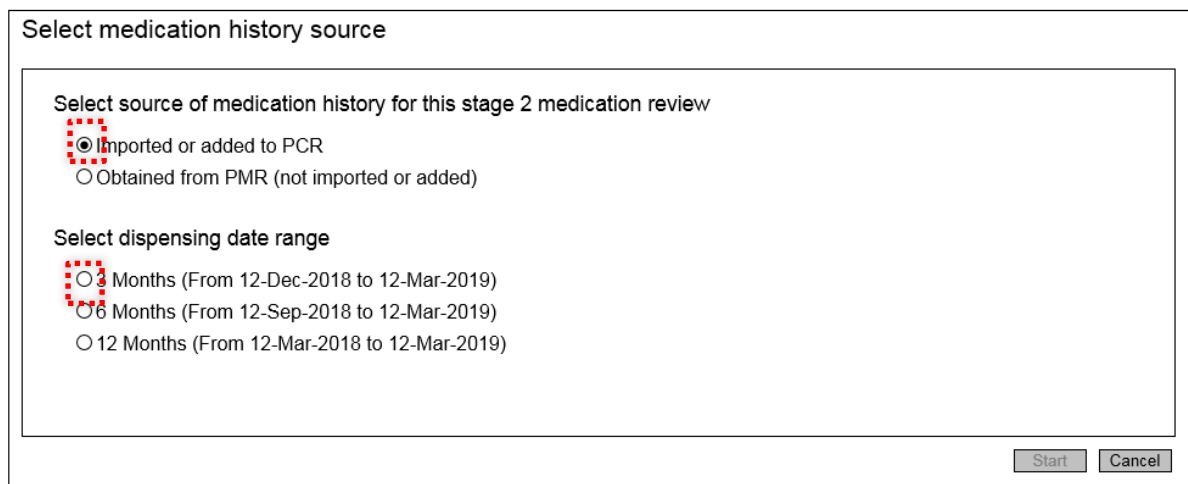 Select medication history source
Select source of medication history for this stage 2 medication review
Imported or added to PCR
Obtained from PMR (not imported or added)
Select dispensing date range
3 Months (From 12-Dec-2018 to 12-Mar-2019)
6 Months (From 12-Sep-2018 to 12-Mar-2019)
12 Months (From 12-Mar-2018 to 12-Mar-2019)
Start Cancel